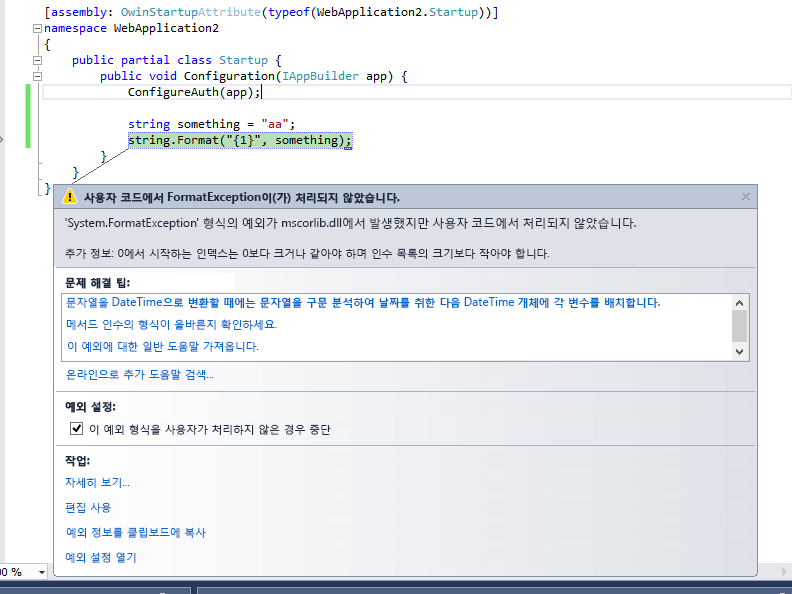 [assembly: OwinStartupAttribute(typeof(WebApplication2.Startup))]
namespace WebApplication2
{
public partial class Startup {
public void Configuration(IAppBuilder app) {
ConfigureAuth(app);
string something = "aa";
string.Format("{1}", something);
}
}
}
사용자 코드에서 FormatException이(가) 처리되지 않았습니다.
'System.FormatException' 형식의 예외가 mscorlib.dll에서 발생했지만 사용자 코드에서 처리되지 않았습니다.
추가 정보: 0에서 시작하는 인덱스는 0보다 크거나 같아야 하며 인수 목록의 크기보다 작아야 합니다.
문제 해결 팁:
문자열을 DateTime으로 변환할 때에는 문자열을 구문 분석하여 날짜를 취한 다음 DateTime 개체에 각 변수를 배치합니다.
메서드 인수의 형식이 올바른지 확인하세요.
이 예외에 대한 일반 도움말 가져옵니다.
온라인으로 추가 도움말 검색...
예외 설정:
이 예외 형식을 사용자가 처리하지 않은 경우 중단
작업:
자세히 보기...
편집 사용
예외 정보를 클립보드에 복사
예외 설정 열기
0 %